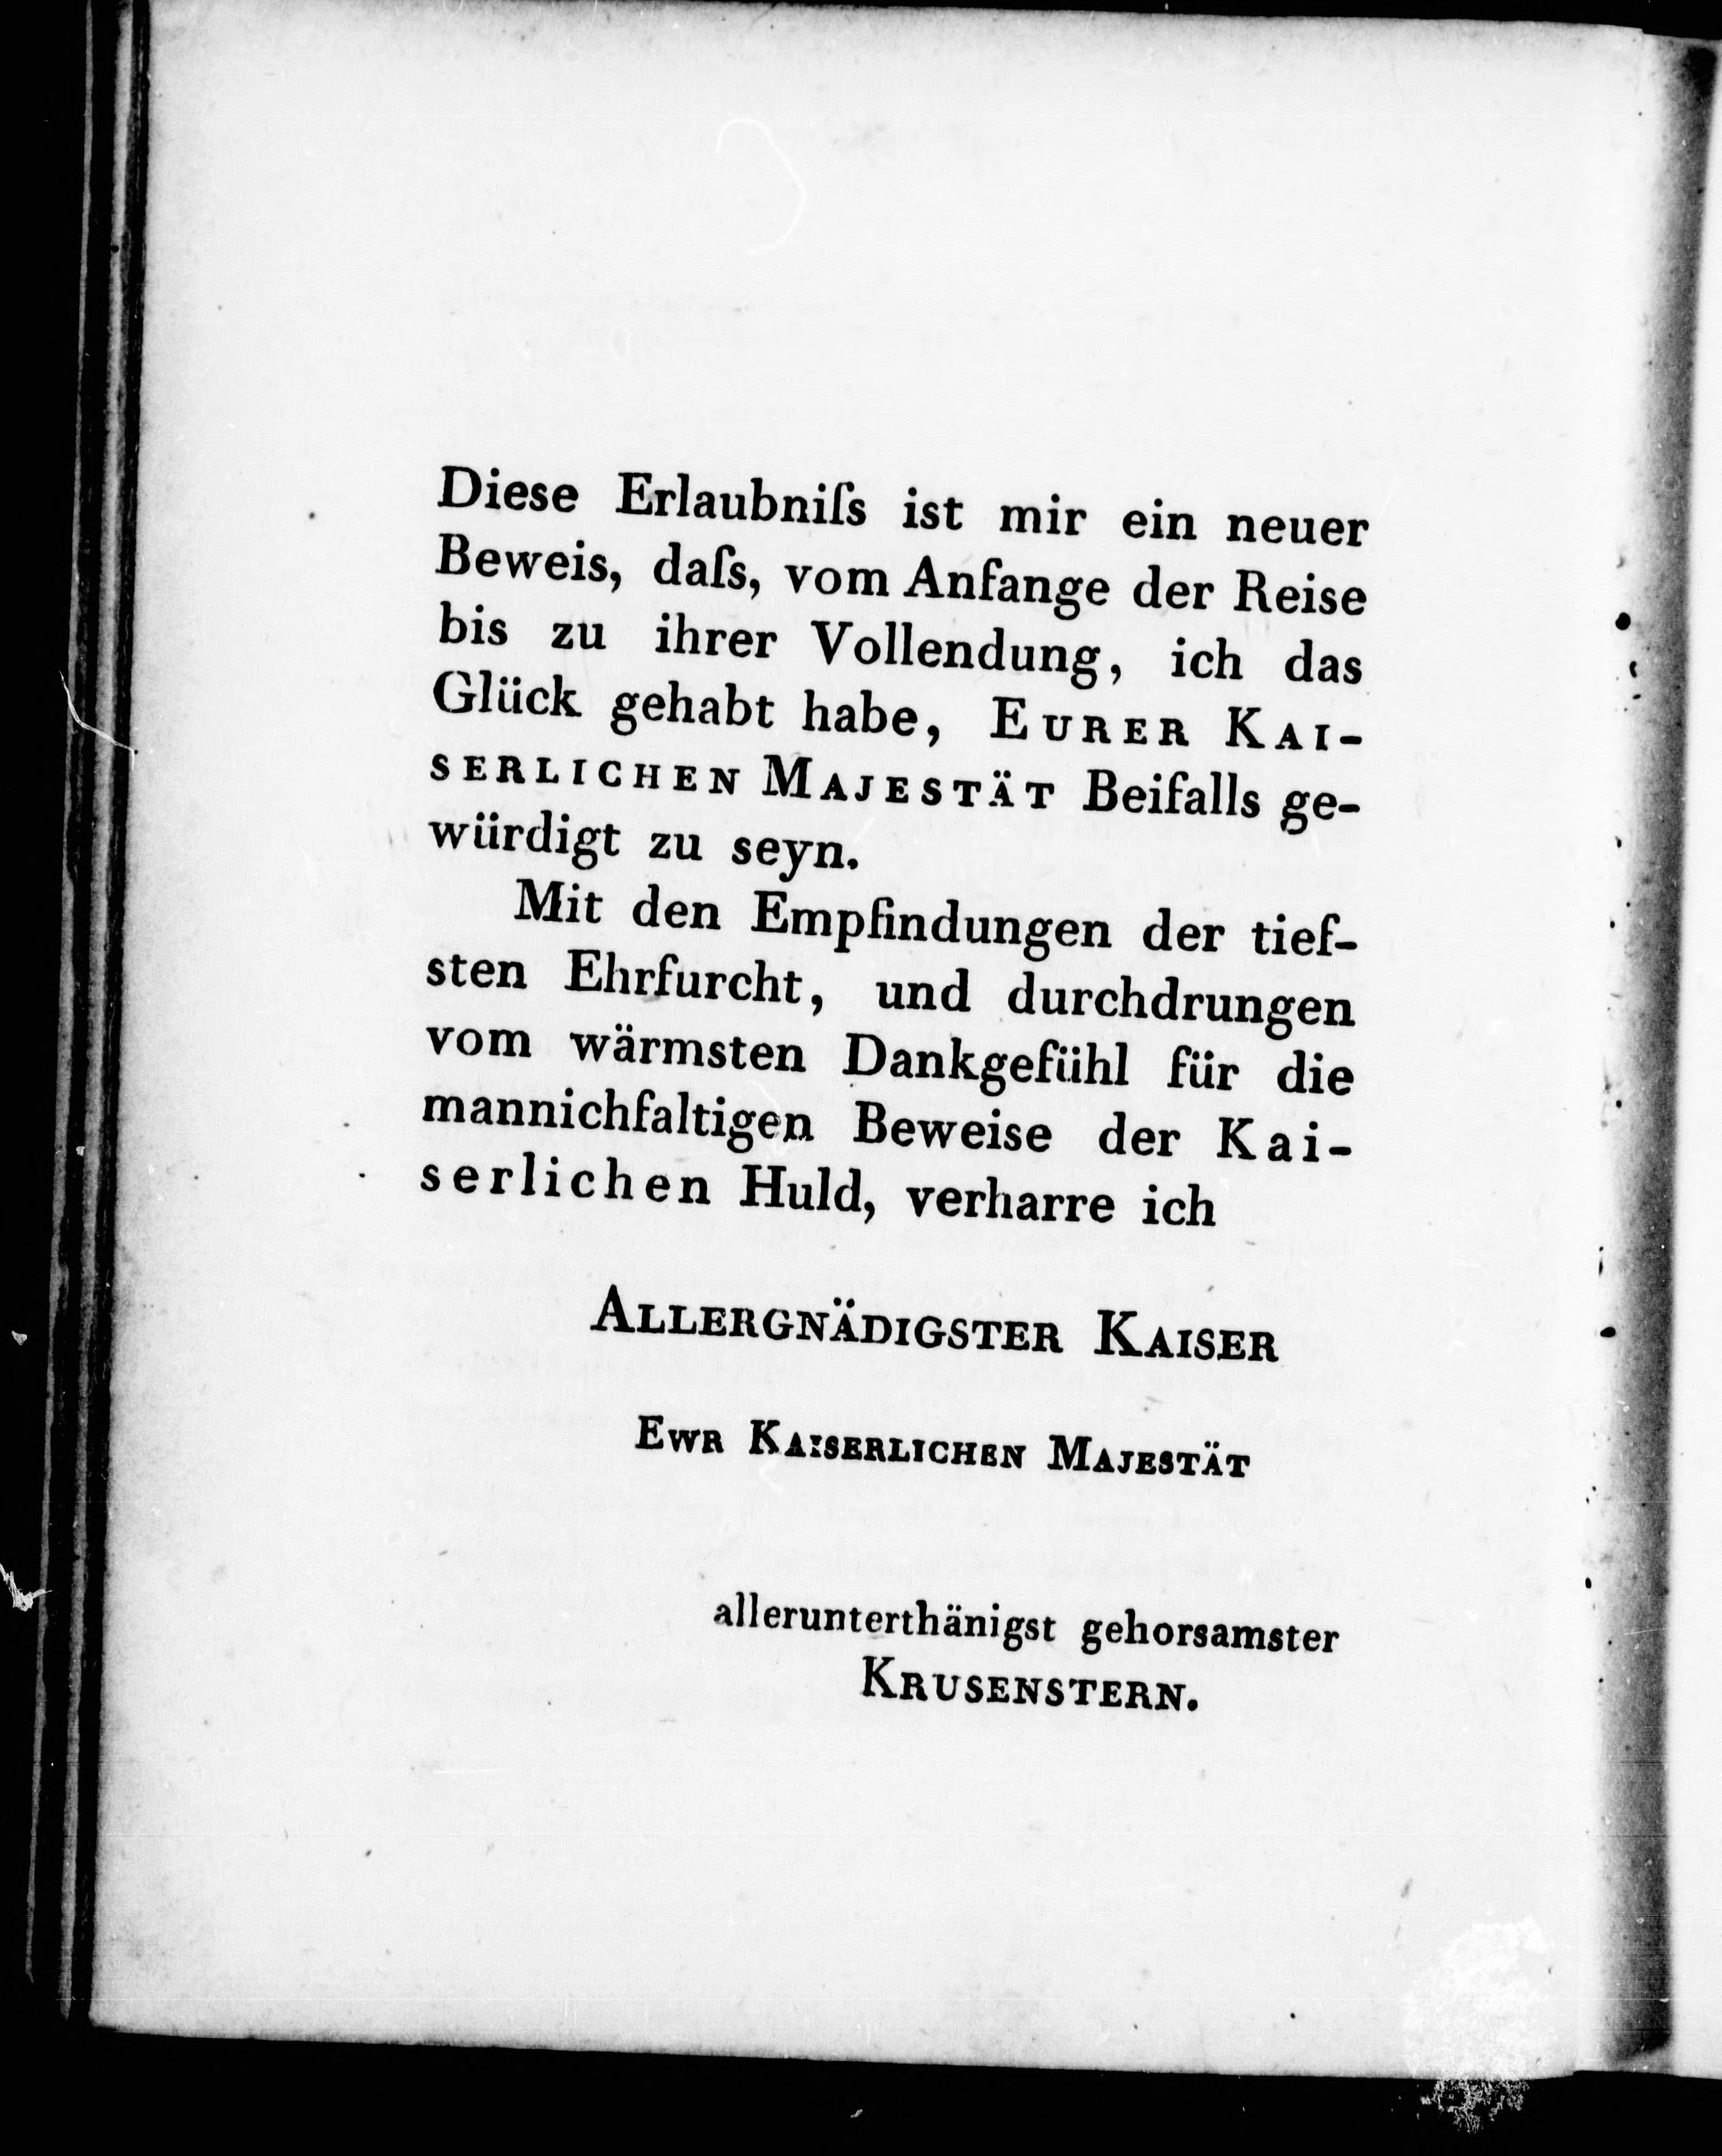 Diese Erlaubniſs ist mir ein neuer
Beweis, daſs, vom Anfange der Reise
bis zu ihrer Vollendung, ich das
Glück gehabt habe, EURER KAI-
SERLICHEN MAJESTÄT Beifalls ge-
würdigt zu seyn.
Mit den Empfindungen der tief-
sten Ehrfurcht, und durchdrungen
vom wärmsten Dankgefühl für die
mannichfaltigen Beweise der Kai-
serlichen Huld, verharre ich
ALLERGNÄDIGSTER KAISER
EWR KAISERLICHEN MAJESTÄT
allerunterthänigst gehorsamster
KRUSENSTERN.